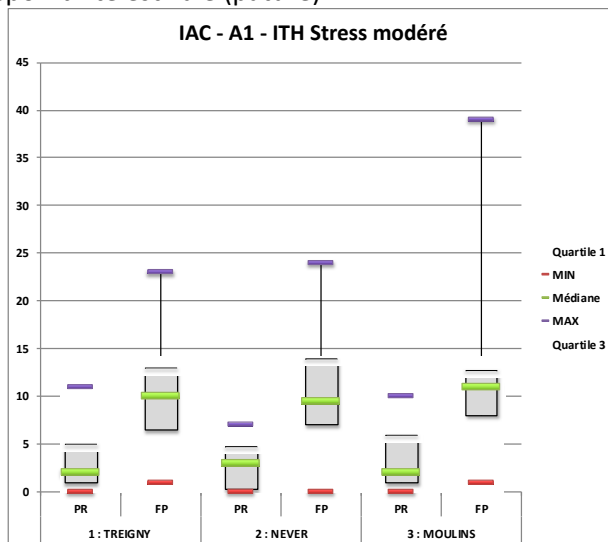 IAC - A1 - ITH Stress modéré
45
40
35
30
25
20
15
10
5
0
PR FP PR FP PR FP
1 : TREIGNY 2 : NEVER 3 : MOULINS
Quartile 1
MIN
Médiane
MAX
Quartile 3